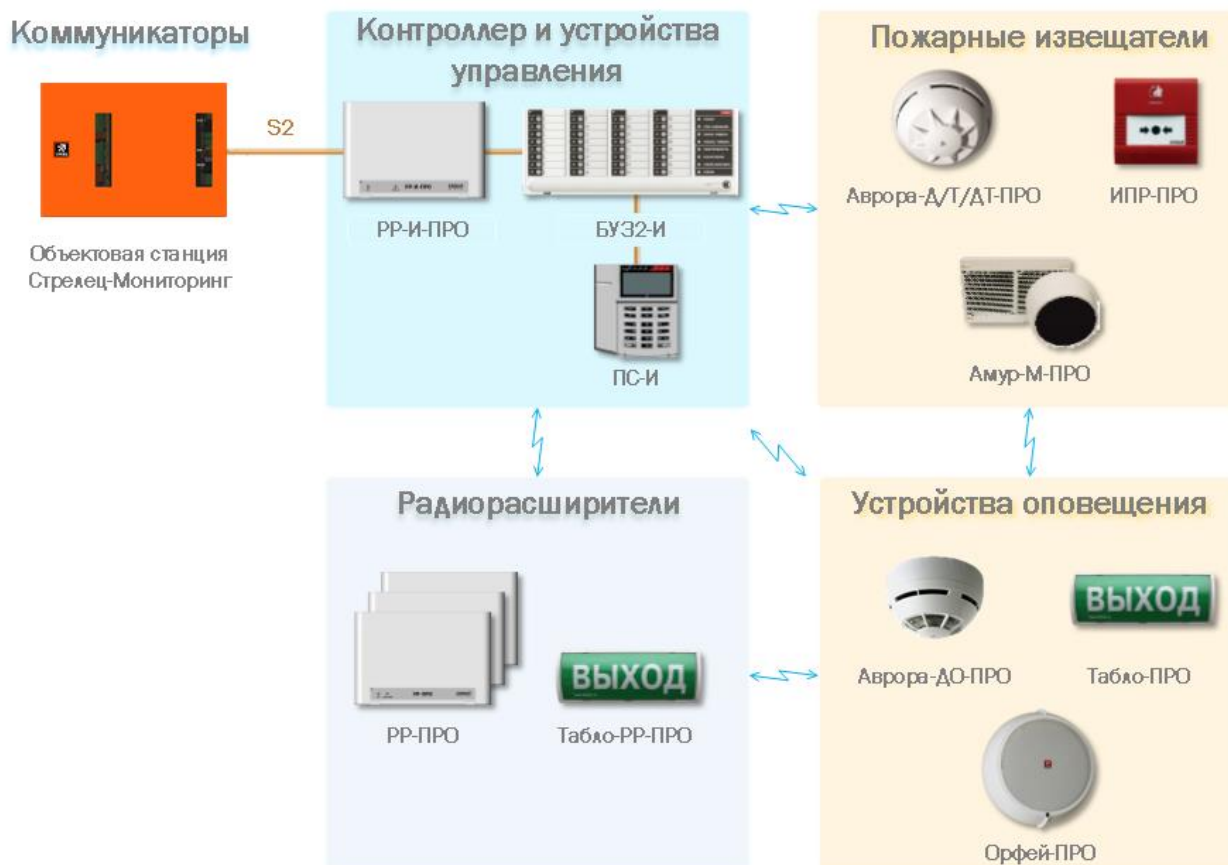 Коммуникаторы
Контроллер и устройства
управления
Пожарные извещатели
S2
РР-И-ПРО
БУ32-И
ПС-И
Объектовая станция
Стрелец-Мониторинг
Аврора-Д/Т/ДТ-ПРО
ИПР-ПРО
Амур-М-ПРО
Радиорасширители
РР-ПРО
ВЫХОД
Табло-РР-ПРО
Устройства оповещения
ВЫХОД
Аврора-ДО-ПРО
Табло-ПРО
Орфей-ПРО